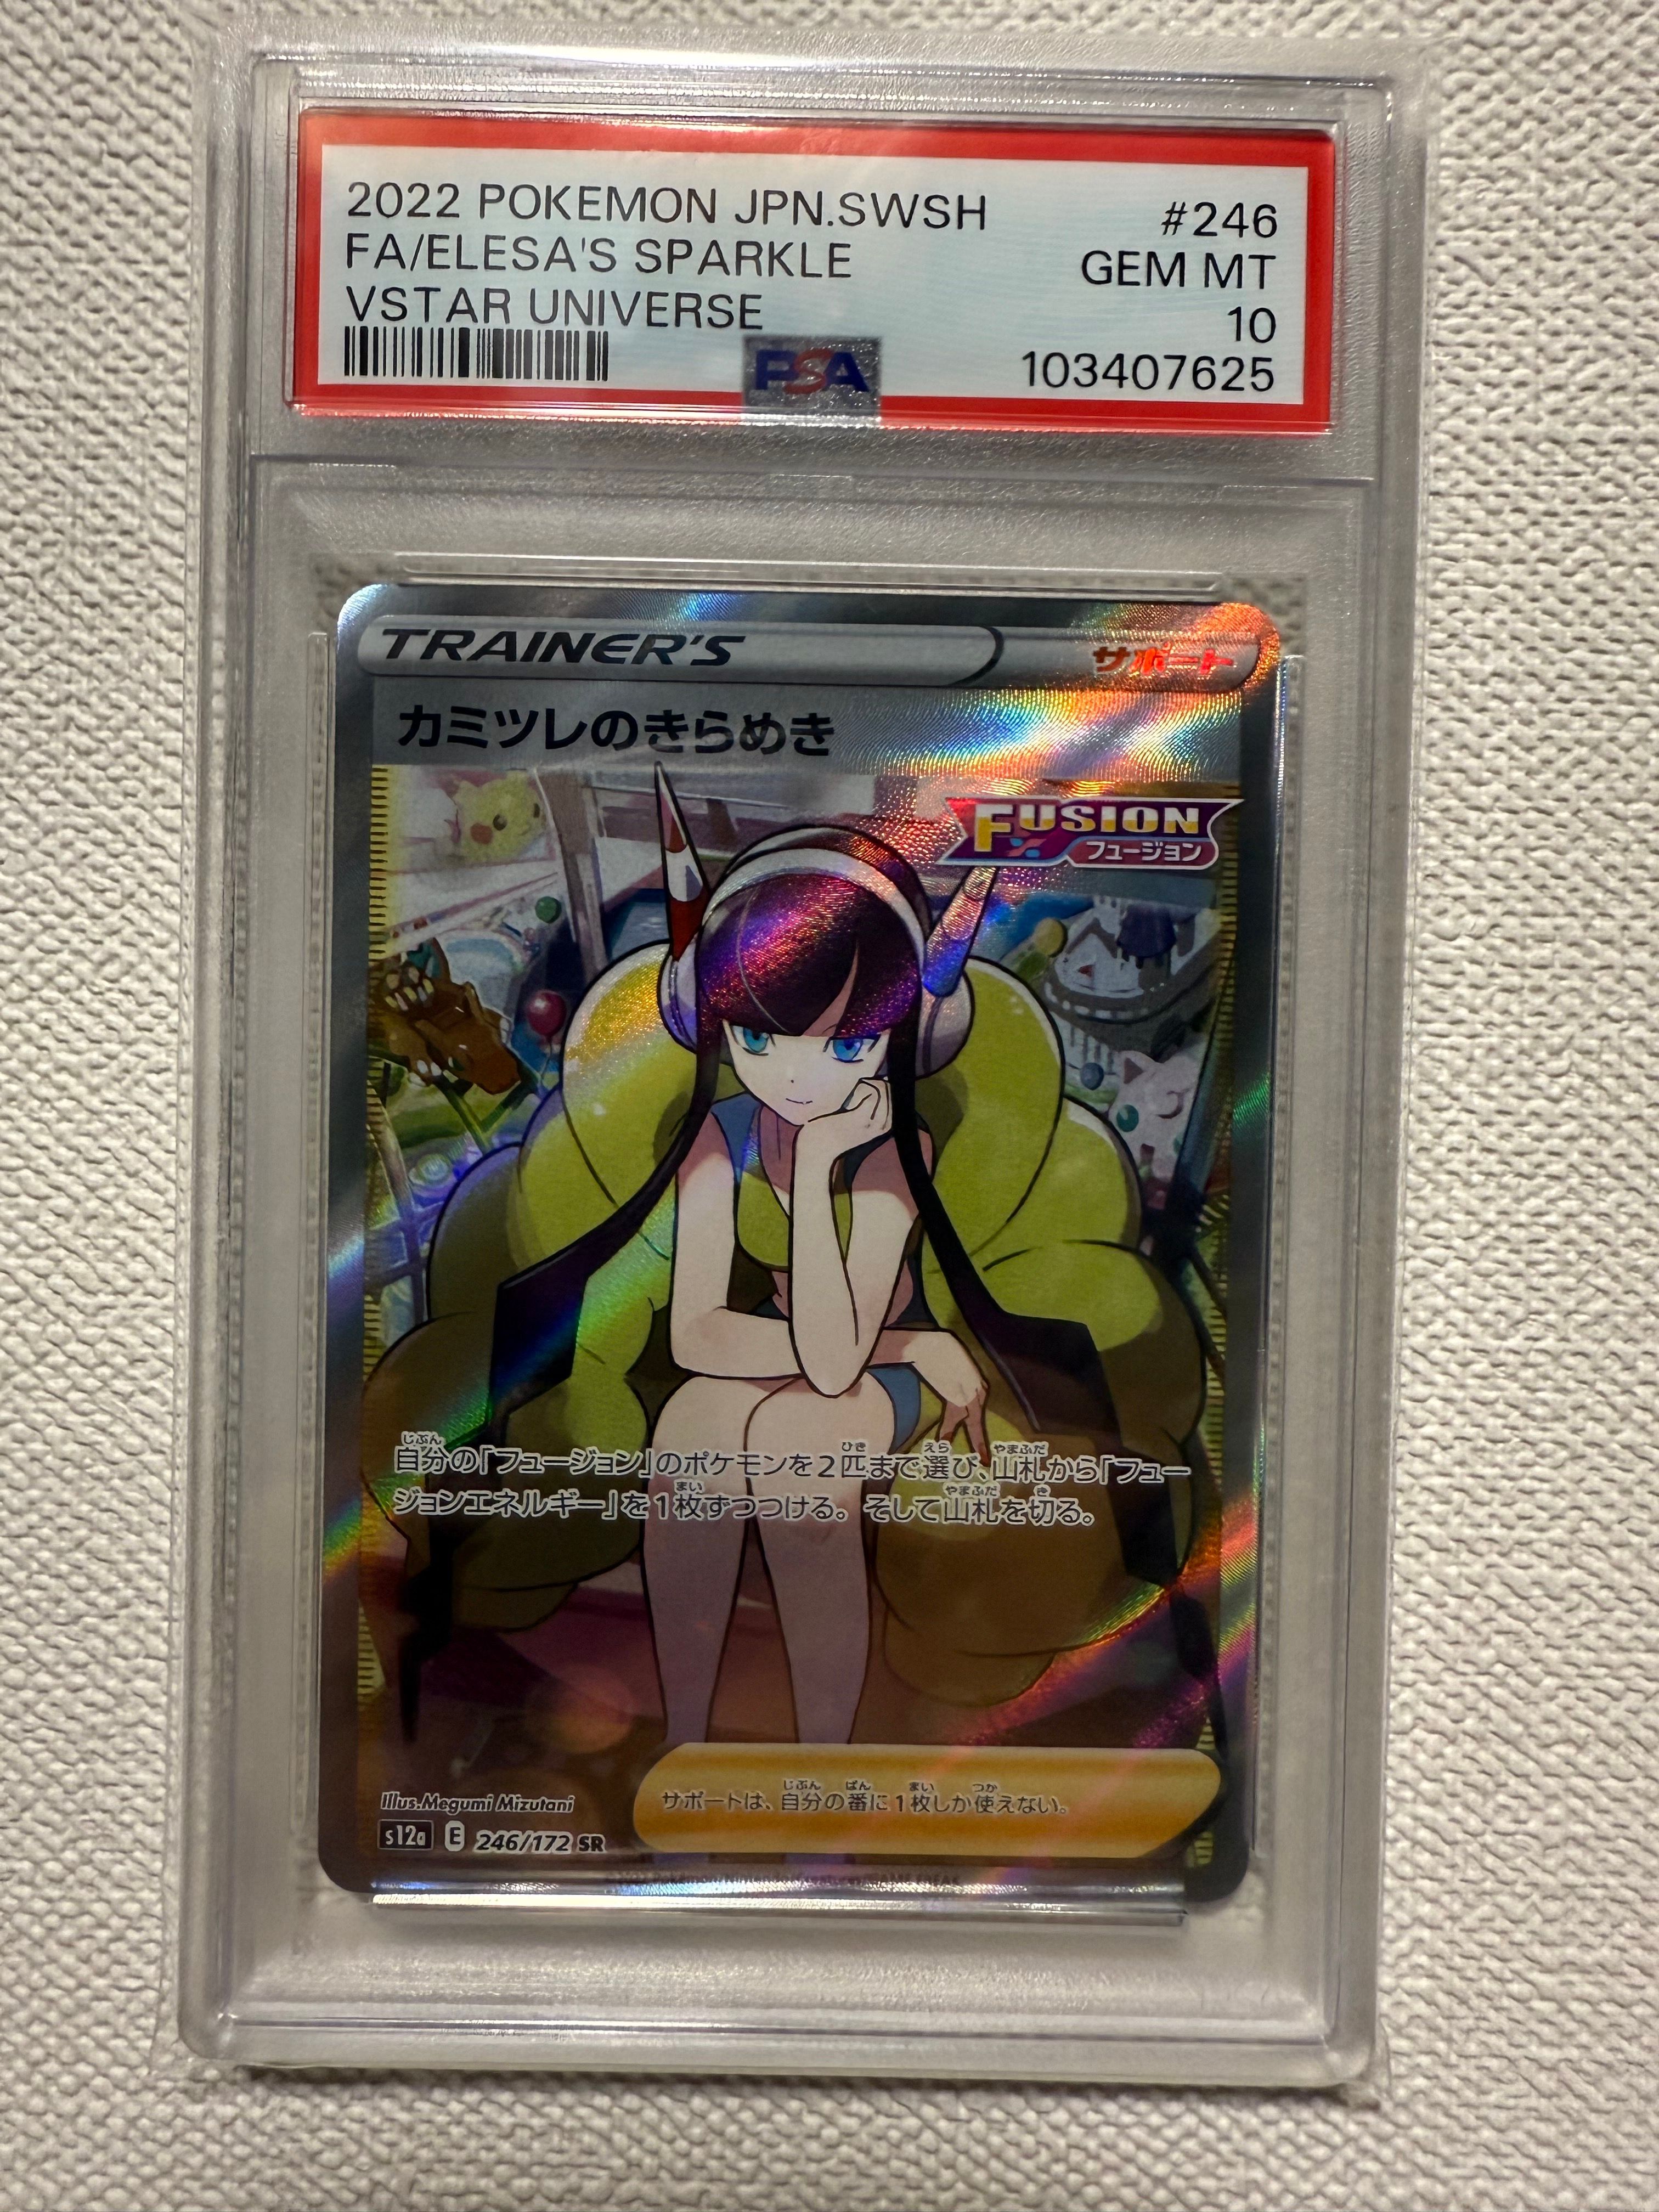 2022 POKEMON JPN.SWSH #246
FA/ELESA'S SPARKLE GEM MT
VSTAR UNIVERSE 10
PSA 103407625
TRAINER'S サポート
カミツレのきらめき
FUSION
フュージョン
自分の「フュージョン」のポケモンを2匹まで選び、山札から「フュー
ジョンエネルギー」を1枚ずつつける。そして山札を切る。
サポートは、自分の番に1枚しか使えない。
Illus.Megumi Mizutani
s12a E 246/172 SR